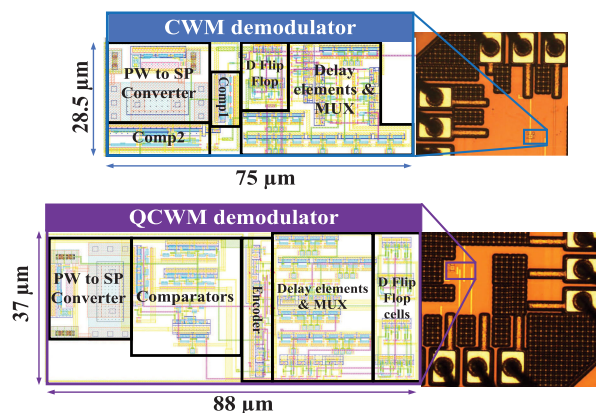 CWM demodulator
28.5 µm
PW to SP
Converter
Comp1
D Flip
Flop
Delay
elements &
MUX
Comp2
75 µm
QCWM demodulator
37 µm
PW to SP
Converter
Comparators
Encoder
Delay elements
& MUX
D Flip
Flop
cells
88 µm